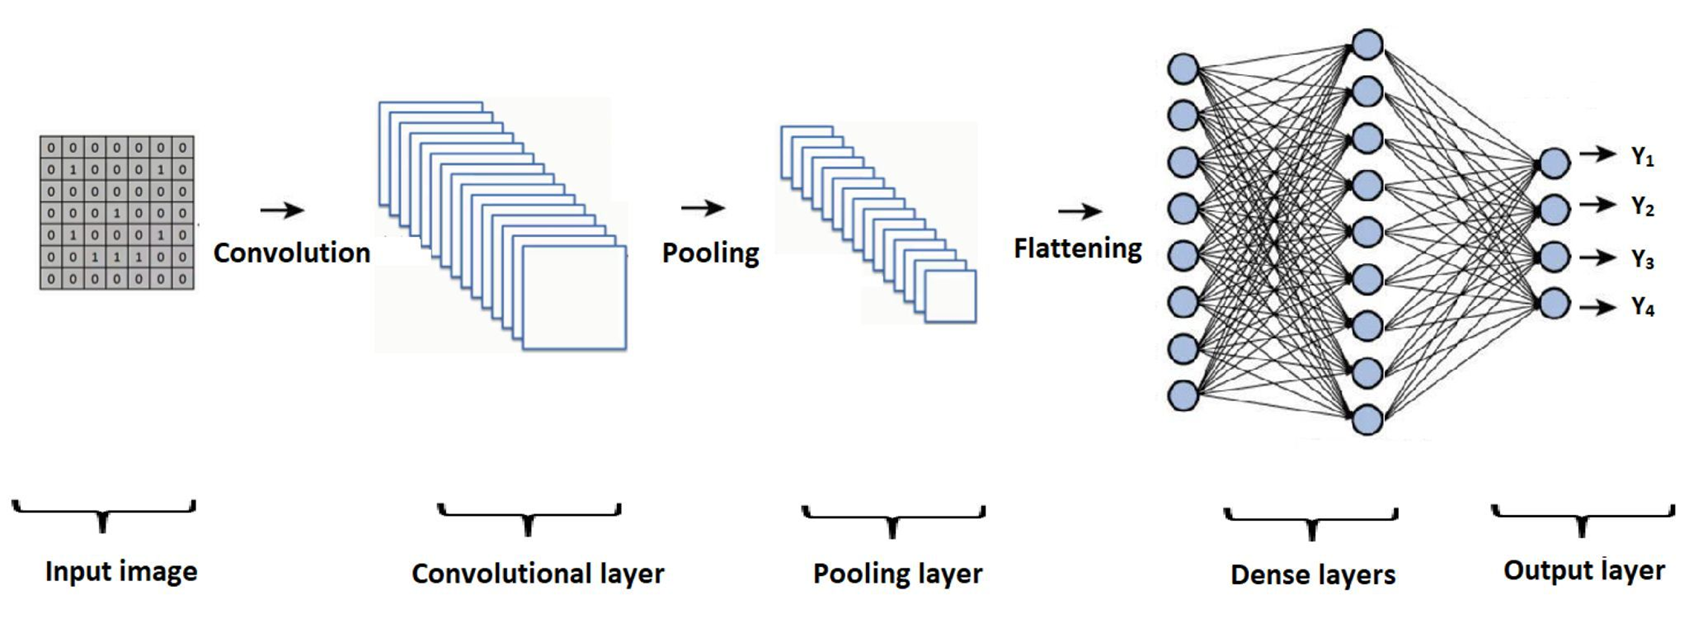 0 0 0 0 0 0 0
0 1 0 0 0 1 0
0 0 0 0 0 0 0
0 0 0 1 0 0 0
0 1 0 0 0 1 0
0 0 1 1 1 0 0
0 0 0 0 0 0 0
Convolution
Pooling
Flattening
Y1
Y2
Y3
Y4
Input image
Convolutional layer
Pooling layer
Dense layers
Output layer